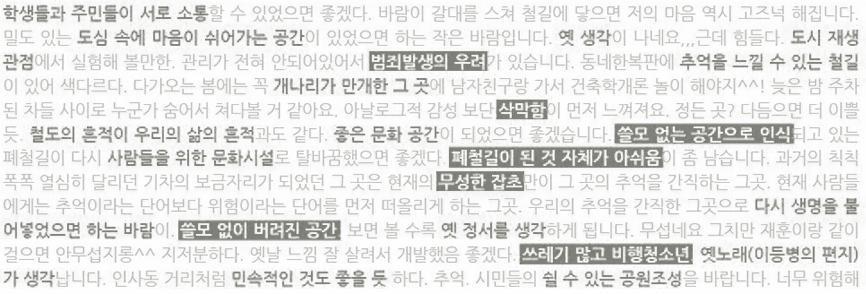 학생들과 주민들이 서로 소통할 수 있었으면 좋겠다. 바람이 갈대를 스쳐 철길에 닿으면 저의 마음 역시 고즈넉 해집니다.
밀도 있는 도심 속에 마음이 쉬어가는 공간이 있었으면 하는 작은 바람입니다. 옛 생각이 나네요,,,근데 힘들다. 도시 재생
관점에서 실험해 볼만한. 관리가 전혀 안되어있어서 범죄발생의 우려가 있습니다. 동네한복판에 추억을 느낄 수 있는 철길
이 있어 색다르다. 다가오는 봄에는 꼭 개나리가 만개한 그 곳에 남자친구랑 가서 건축학개론 놀이 해야지^^! 늦은 밤 주차
된 차들 사이로 누군가 숨어서 쳐다볼 거 같아요. 아날로그적 감성 보단 삭막함이 먼저 느껴져요. 정든 곳? 다듬으면 더 이쁠
듯. 철도의 흔적이 우리의 삶의 흔적과도 같다. 좋은 문화 공간이 되었으면 좋겠습니다. 쓸모 없는 공간으로 인식되고 있는
폐철길이 다시 사람들을 위한 문화시설로 탈바꿈했으면 좋겠다. 폐철길이 된 것 자체가 아쉬움이 좀 남습니다. 과거의 칙칙
폭폭 열심히 달리던 기차의 보금자리가 되었던 그 곳은 현재의 무성한 잡초만이 그 곳의 추억을 간직하는 그곳. 현재 사람들
에게는 추억이라는 단어보다 위험이라는 단어를 먼저 떠올리게 하는 그곳. 우리의 추억을 간직한 그곳으로 다시 생명을 불
어넣었으면 하는 바람이. 쓸모 없이 버려진 공간. 보면 볼 수록 옛 정서를 생각하게 됩니다. 무섭네요 그치만 재훈이랑 같이
걸으면 안무섭지롱^^ 지저분하다. 옛날 느낌 잘 살려서 개발했음 좋겠다. 쓰레기 많고 비행청소년. 옛노래(이등병의 편지)
가 생각납니다. 인사동 거리처럼 민속적인 것도 좋을 듯 하다. 추억. 시민들의 쉴 수 있는 공원조성을 바랍니다. 너무 위험해